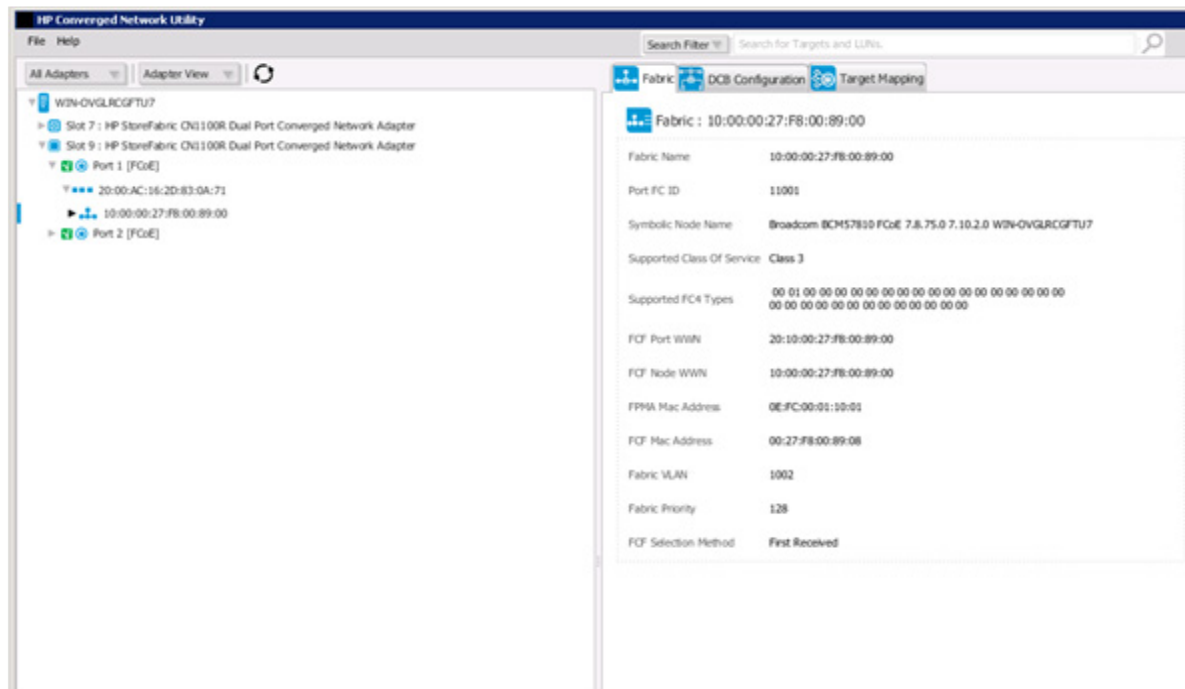 HP Converged Network Utility
File Help
Search Filter Search for Targets and LUNs.
All Adapters Adapter View
Fabric DCB Configuration Target Mapping
WIN-OVGLRCGFTU7
Slot 7 : HP StoreFabric CN1100R Dual Port Converged Network Adapter
Slot 9 : HP StoreFabric CN1100R Dual Port Converged Network Adapter
Port 1 [FCoE]
20:00:AC:16:2D:83:0A:71
10:00:00:27:F8:00:89:00
Port 2 [FCoE]
Fabric : 10:00:00:27:F8:00:89:00
Fabric Name 10:00:00:27:F8:00:89:00
Port FC ID 11001
Symbolic Node Name Broadcom BCM57810 FCoE 7.8.75.0 7.10.2.0 WIN-OVGLRCGFTU7
Supported Class Of Service Class 3
Supported FC4 Types 00 01 00 00 00 00 00 00 00 00 00 00 00 00 00 00 00 00 00
00 00 00 00 00 00 00 00 00 00 00 00 00
FCF Port WWN 20:10:00:27:F8:00:89:00
FCF Node WWN 10:00:00:27:F8:00:89:00
FPMA Mac Address 0E:FC:00:01:10:01
FCF Mac Address 00:27:F8:00:89:08
Fabric VLAN 1002
Fabric Priority 128
FCF Selection Method First Received